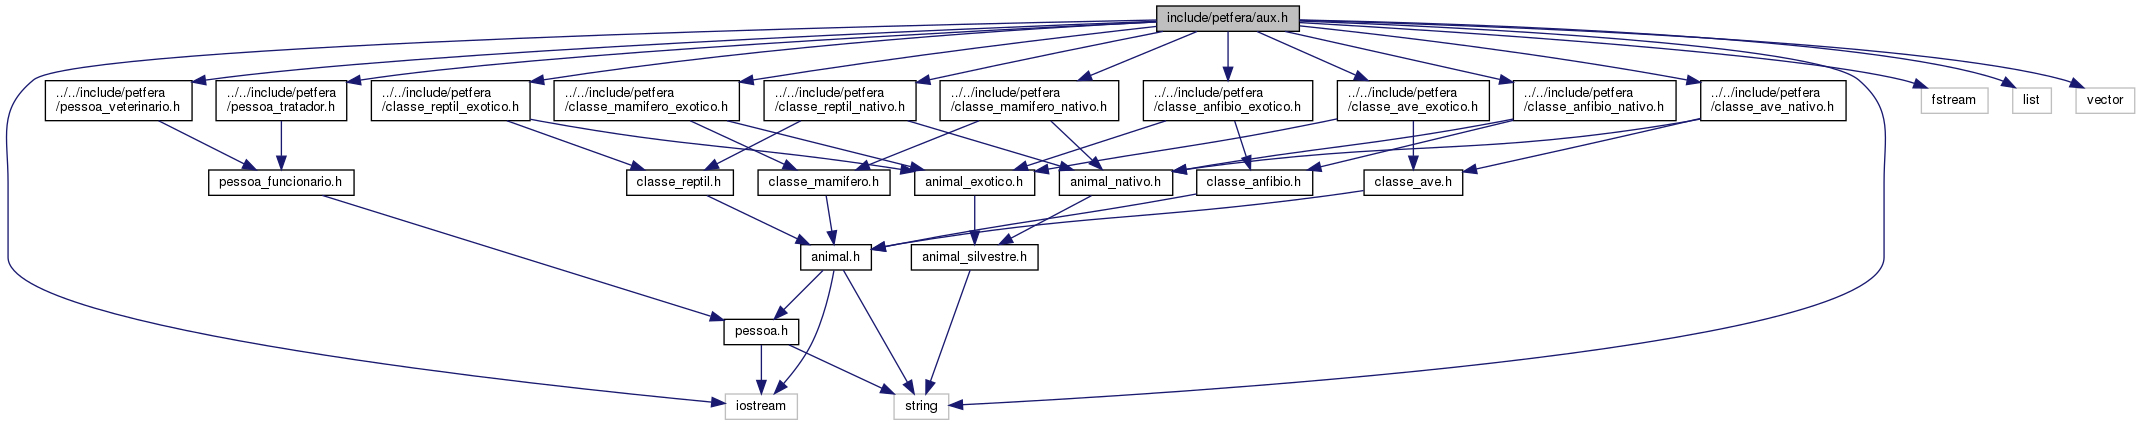 include/petfera/aux.h
../../include/petfera
/pessoa_veterinario.h
../../include/petfera
/pessoa_tratador.h
../../include/petfera
/classe_reptil_exotico.h
../../include/petfera
/classe_mamifero_exotico.h
../../include/petfera
/classe_reptil_nativo.h
../../include/petfera
/classe_mamifero_nativo.h
../../include/petfera
/classe_anfibio_exotico.h
../../include/petfera
/classe_ave_exotico.h
../../include/petfera
/classe_anfibio_nativo.h
../../include/petfera
/classe_ave_nativo.h
fstream
list
vector
pessoa_funcionario.h
classe_reptil.h
classe_mamifero.h
animal_exotico.h
animal_nativo.h
classe_anfibio.h
classe_ave.h
animal.h
animal_silvestre.h
pessoa.h
iostream
string